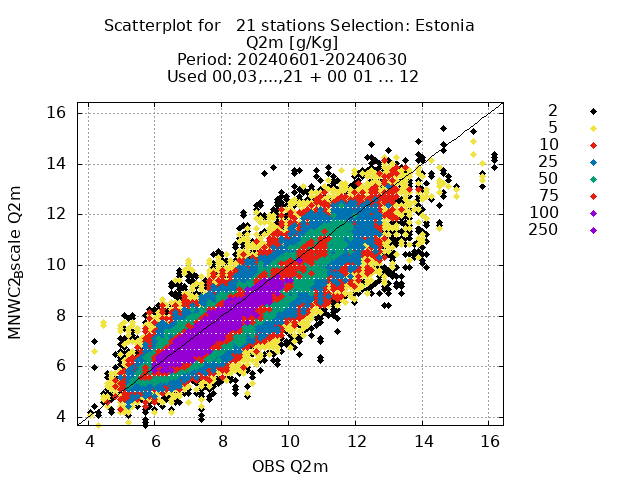 Scatterplot for 21 stations Selection: Estonia
Q2m [g/Kg]
Period: 20240601-20240630
Used 00,03,...,21 + 00 01 ... 12
16
14
12
10
8
6
4
4 6 8 10 12 14 16
OBS Q2m
2
5
10
25
50
75
100
250